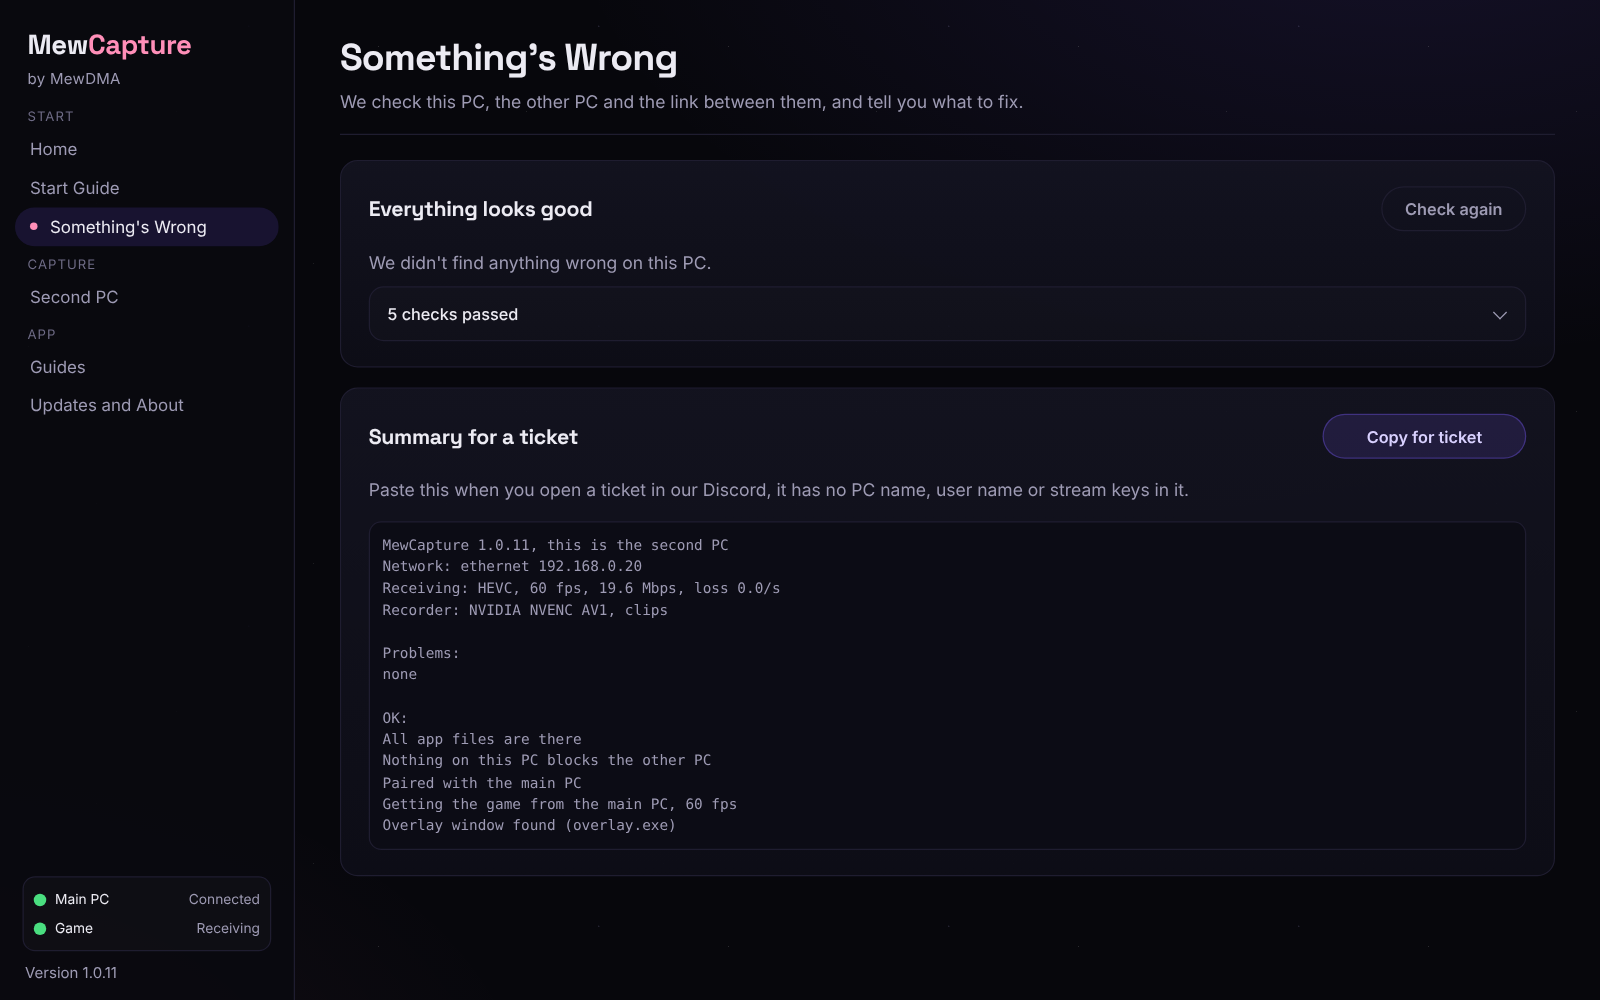 MewCapture
by MewDMA
START
Home
Start Guide
Something's Wrong
CAPTURE
Second PC
APP
Guides
Updates and About
Main PC Connected
Game Receiving
Version 1.0.11
Something’s Wrong
We check this PC, the other PC and the link between them, and tell you what to fix.
Everything looks good
Check again
We didn't find anything wrong on this PC.
5 checks passed
Summary for a ticket
Copy for ticket
Paste this when you open a ticket in our Discord, it has no PC name, user name or stream keys in it.
MewCapture 1.0.11, this is the second PC
Network: ethernet 192.168.0.20
Receiving: HEVC, 60 fps, 19.6 Mbps, loss 0.0/s
Recorder: NVIDIA NVENC AV1, clips
Problems:
none
OK:
All app files are there
Nothing on this PC blocks the other PC
Paired with the main PC
Getting the game from the main PC, 60 fps
Overlay window found (overlay.exe)